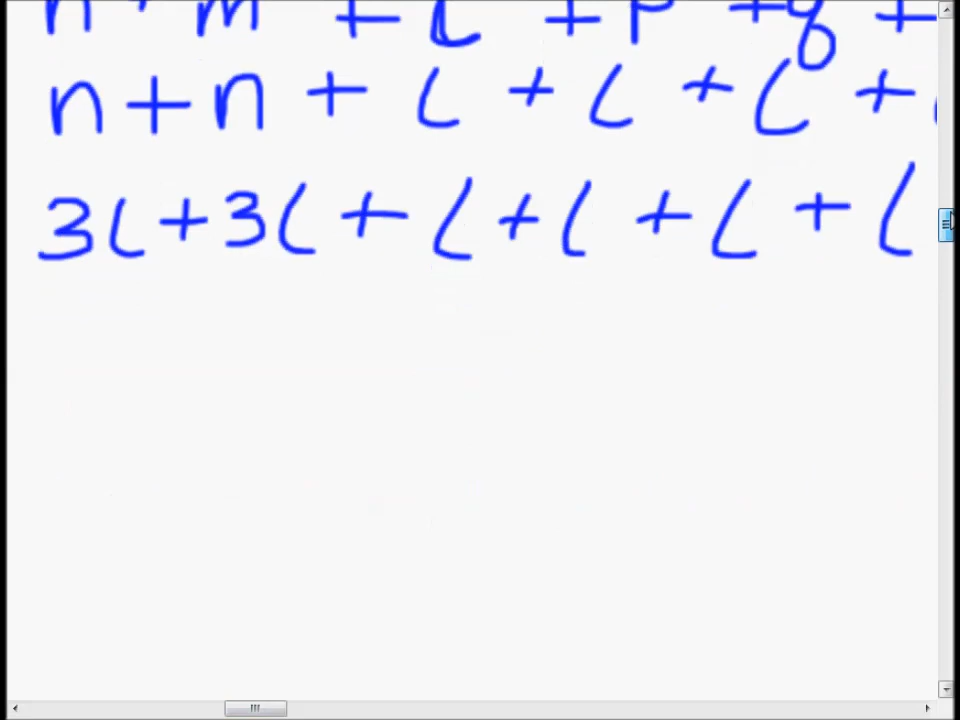 n + m + L + P + q +
n + n + L + L + L +
3L + 3L + L + L + L + L